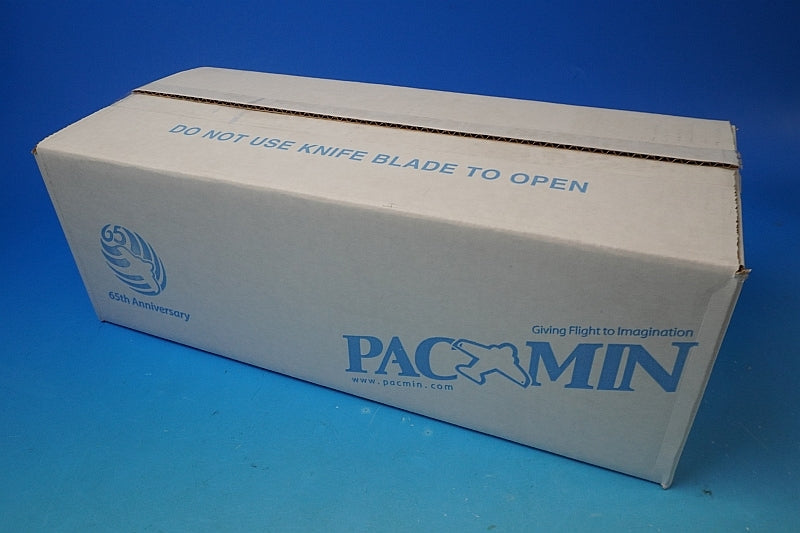 DO NOT USE KNIFE BLADE TO OPEN
65
65th Anniversary
Giving Flight to Imagination
PACMIN
www.pacmin.com